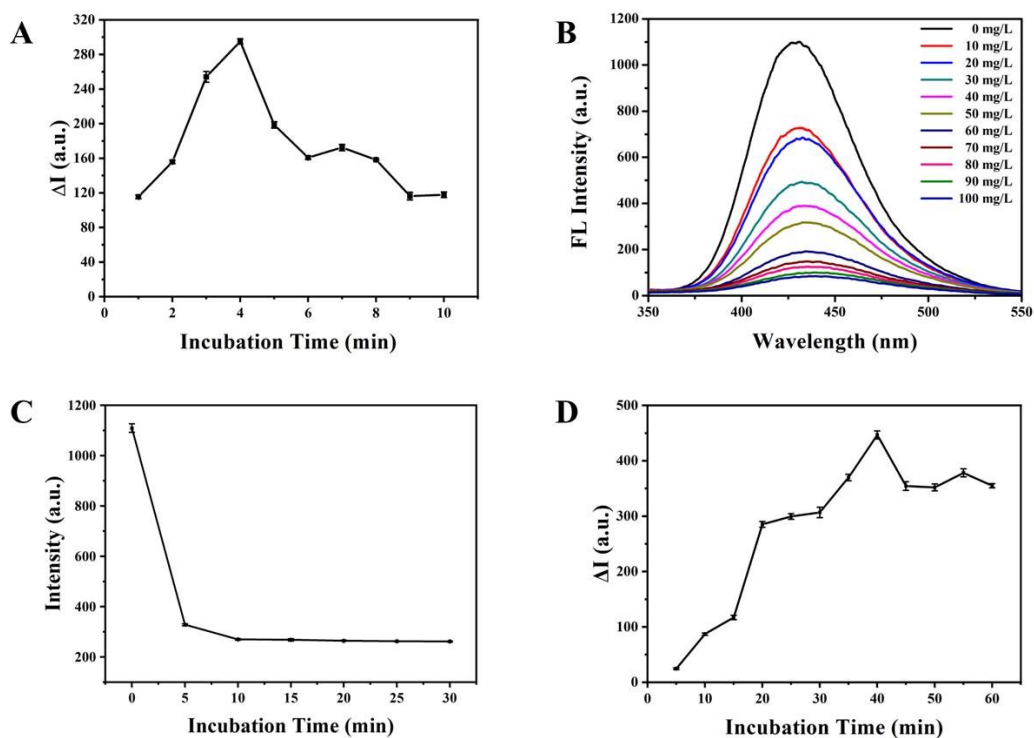 A
ΔI (a.u.)
320
280
240
200
160
120
80
40
0
0 2 4 6 8 10
Incubation Time (min)
B
FL Intensity (a.u.)
1200
1000
800
600
400
200
0
350 400 450 500 550
Wavelength (nm)
0 mg/L
10 mg/L
20 mg/L
30 mg/L
40 mg/L
50 mg/L
60 mg/L
70 mg/L
80 mg/L
90 mg/L
100 mg/L
C
Intensity (a.u.)
1200
1000
800
600
400
200
0 5 10 15 20 25 30
Incubation Time (min)
D
ΔI (a.u.)
500
400
300
200
100
0
0 10 20 30 40 50 60
Incubation Time (min)